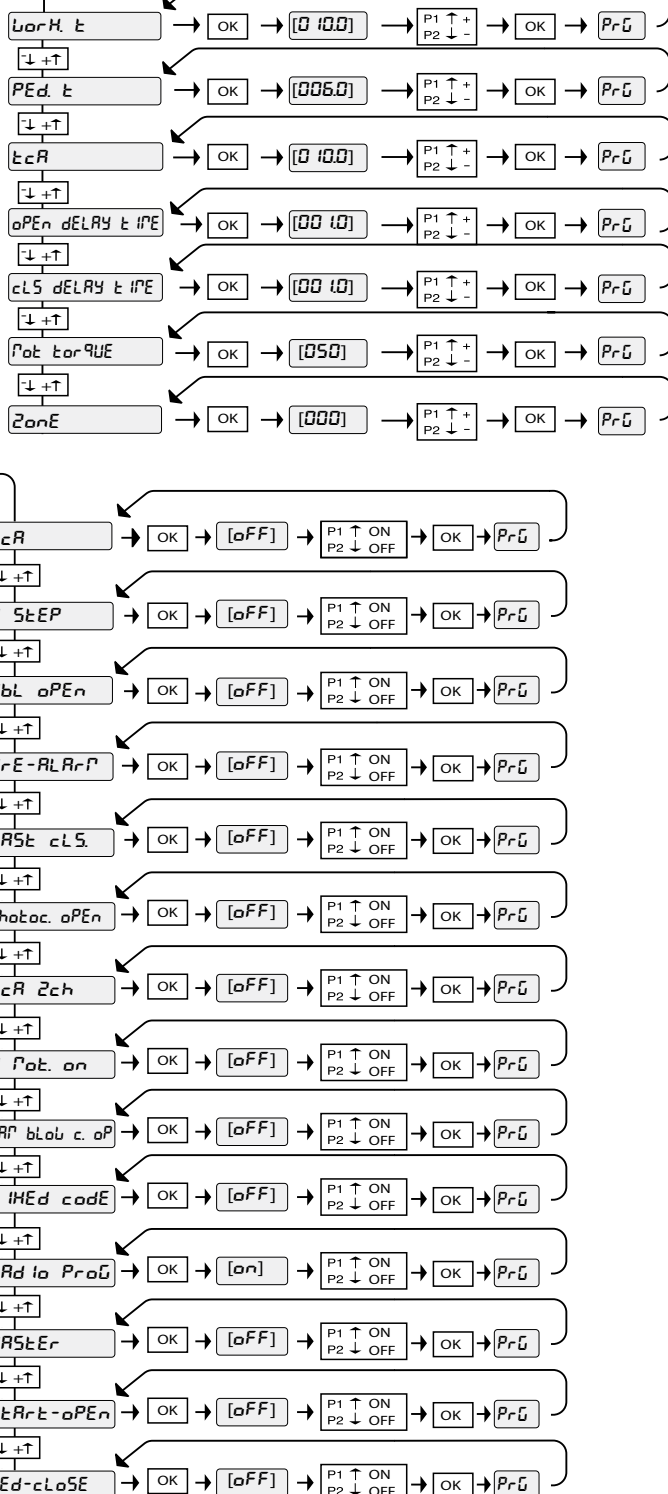 worK. t OK [010.0] P1 ↑ + P2 ↓ - OK PrG
-↓ +↑
PEd. t OK [006.0] P1 ↑ + P2 ↓ - OK PrG
-↓ +↑
tcA OK [010.0] P1 ↑ + P2 ↓ - OK PrG
-↓ +↑
oPEn dELAY tIME OK [001.0] P1 ↑ + P2 ↓ - OK PrG
-↓ +↑
cLS dELAY tIME OK [001.0] P1 ↑ + P2 ↓ - OK PrG
-↓ +↑
Mot torqUE OK [050] P1 ↑ + P2 ↓ - OK PrG
-↓ +↑
ZonE OK [000] P1 ↑ + P2 ↓ - OK PrG
cA OK [oFF] P1 ↑ ON P2 ↓ OFF OK PrG
↓ +↑
StEP OK [oFF] P1 ↑ ON P2 ↓ OFF OK PrG
↓ +↑
bL oPEn OK [oFF] P1 ↑ ON P2 ↓ OFF OK PrG
↓ +↑
rE-ALArM OK [oFF] P1 ↑ ON P2 ↓ OFF OK PrG
↓ +↑
ASt cLS. OK [oFF] P1 ↑ ON P2 ↓ OFF OK PrG
↓ +↑
hotoc. oPEn OK [oFF] P1 ↑ ON P2 ↓ OFF OK PrG
↓ +↑
cA 2ch OK [oFF] P1 ↑ ON P2 ↓ OFF OK PrG
↓ +↑
Mot. on OK [oFF] P1 ↑ ON P2 ↓ OFF OK PrG
↓ +↑
AM bLow c. oP OK [oFF] P1 ↑ ON P2 ↓ OFF OK PrG
↓ +↑
IXEd codE OK [oFF] P1 ↑ ON P2 ↓ OFF OK PrG
↓ +↑
AdIo ProG OK [on] P1 ↑ ON P2 ↓ OFF OK PrG
↓ +↑
AStEr OK [oFF] P1 ↑ ON P2 ↓ OFF OK PrG
↓ +↑
tArt-oPEn OK [oFF] P1 ↑ ON P2 ↓ OFF OK PrG
↓ +↑
Ed-cLoSE OK [oFF] P1 ↑ ON P2 ↓ OFF OK PrG